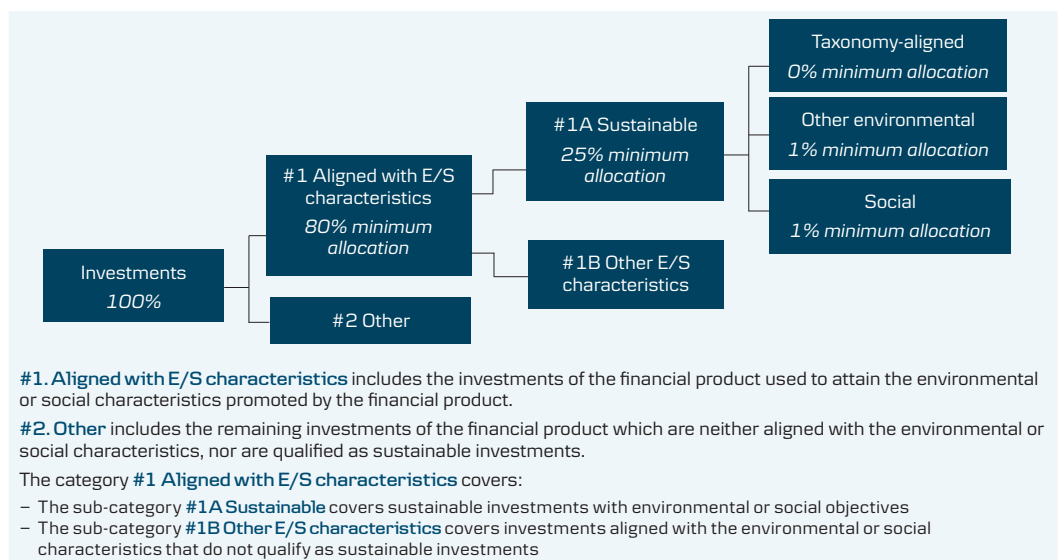 Investments
100%
#1 Aligned with E/S
characteristics
80% minimum
allocation
#2 Other
#1A Sustainable
25% minimum
allocation
#1B Other E/S
characteristics
Taxonomy-aligned
0% minimum allocation
Other environmental
1% minimum allocation
Social
1% minimum allocation
#1. Aligned with E/S characteristics includes the investments of the financial product used to attain the environmental
or social characteristics promoted by the financial product.
#2. Other includes the remaining investments of the financial product which are neither aligned with the environmental or
social characteristics, nor are qualified as sustainable investments.
The category #1 Aligned with E/S characteristics covers:
– The sub-category #1A Sustainable covers sustainable investments with environmental or social objectives
– The sub-category #1B Other E/S characteristics covers investments aligned with the environmental or social
characteristics that do not qualify as sustainable investments